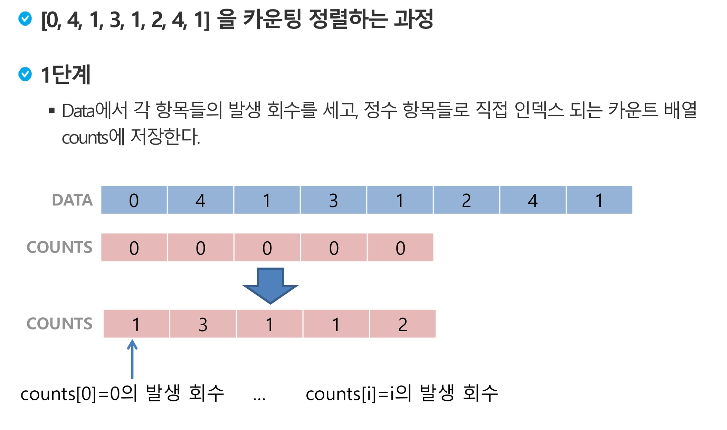 [0, 4, 1, 3, 1, 2, 4, 1] 을 카운팅 정렬하는 과정
1단계
▪ Data에서 각 항목들의 발생 회수를 세고, 정수 항목들로 직접 인덱스 되는 카운트 배열
counts에 저장한다.
DATA 0 4 1 3 1 2 4 1
COUNTS 0 0 0 0 0
COUNTS 1 3 1 1 2
counts[0]=0의 발생 회수 ... counts[i]=i의 발생 회수